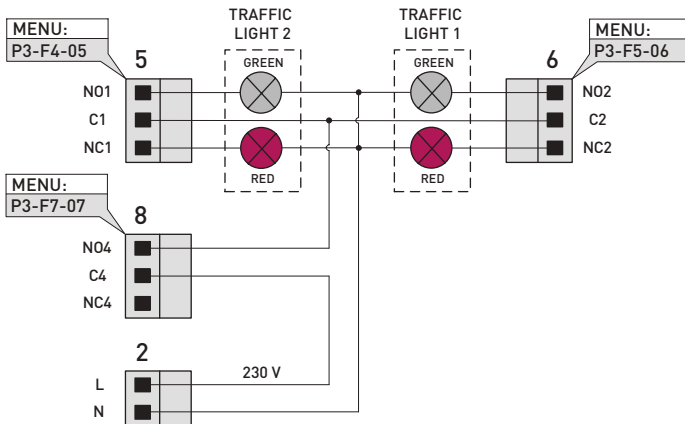 TRAFFIC
LIGHT 2
TRAFFIC
LIGHT 1
MENU:
P3-F4-05
MENU:
P3-F5-06
5
6
GREEN
GREEN
NO1
NO2
C1
C2
NC1
NC2
RED
RED
MENU:
P3-F7-07
8
NO4
C4
NC4
2
230 V
L
N